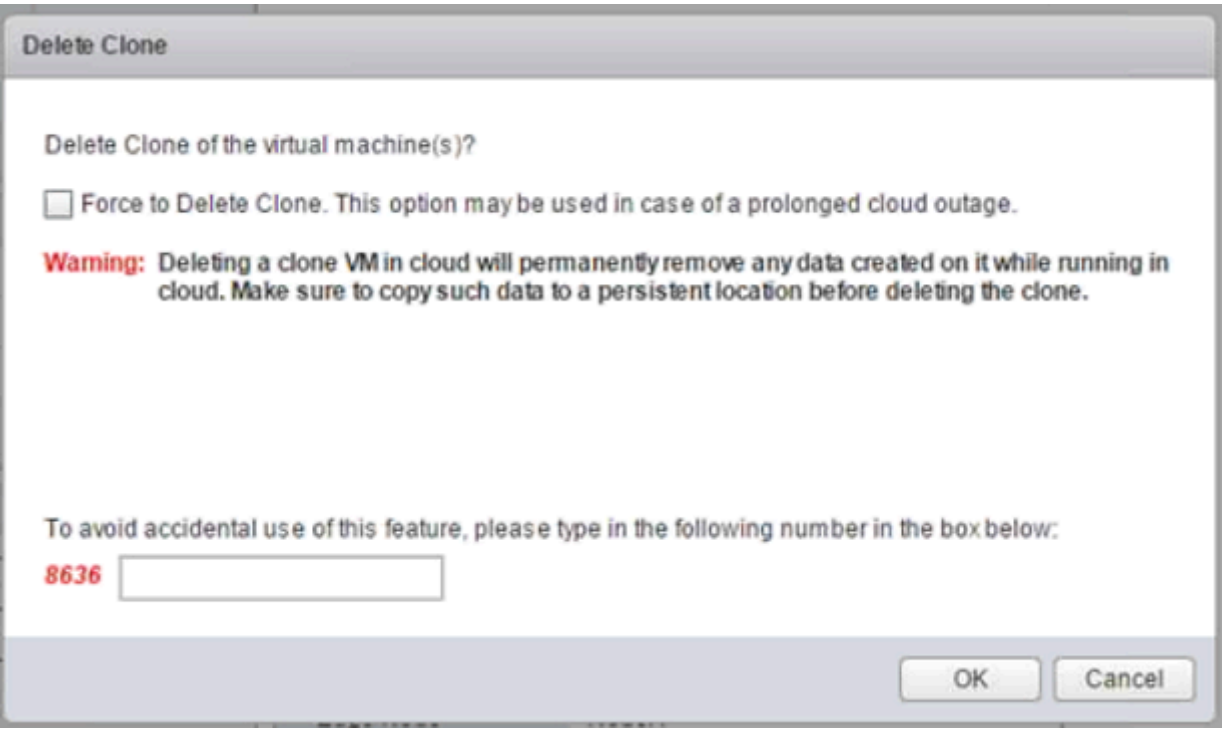 Delete Clone
Delete Clone of the virtual machine(s)?
Force to Delete Clone. This option may be used in case of a prolonged cloud outage.
Warning: Deleting a clone VM in cloud will permanently remove any data created on it while running in
cloud. Make sure to copy such data to a persistent location before deleting the clone.
To avoid accidental use of this feature, please type in the following number in the box below:
8636
OK Cancel